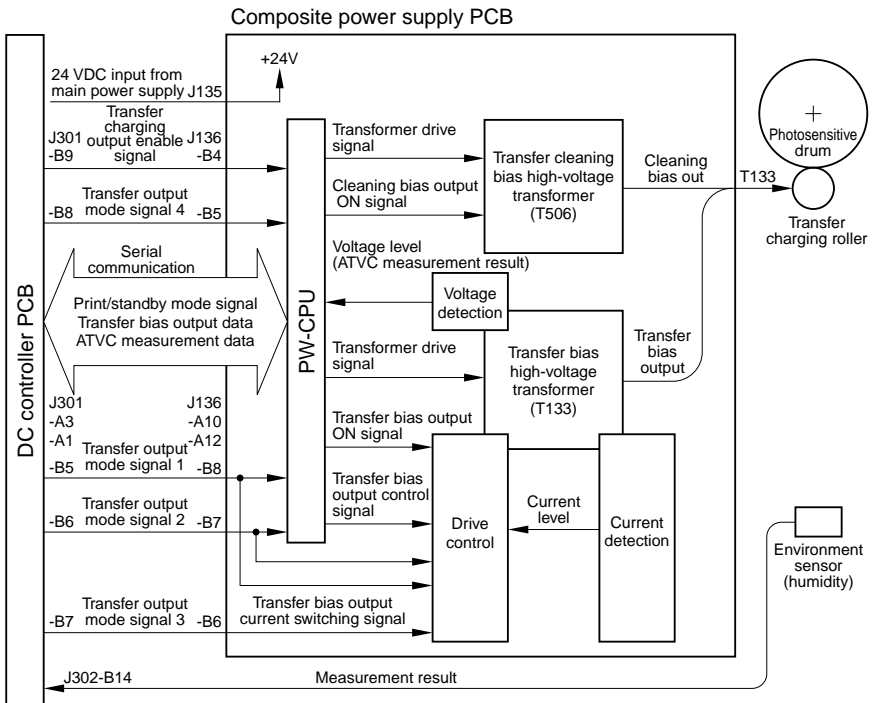 Composite power supply PCB
24 VDC input from
main power supply J135
+24V
Transfer
charging
output enable
signal
J301
-B9
J136
-B4
Transfer output
mode signal 4
-B8
-B5
Serial
communication
Print/standby mode signal
Transfer bias output data
ATVC measurement data
DC controller PCB
PW-CPU
J301
-A3
-A1
J136
-A10
-A12
Transfer output
mode signal 1
-B5
-B8
Transfer output
mode signal 2
-B6
-B7
Transfer output
mode signal 3
-B7
-B6
J302-B14
Measurement result
Transformer drive
signal
Cleaning bias output
ON signal
Voltage level
(ATVC measurement result)
Transformer drive
signal
Transfer bias output
ON signal
Transfer bias
output control
signal
Transfer bias output
current switching signal
Transfer cleaning
bias high-voltage
transformer
(T506)
Voltage
detection
Transfer bias
high-voltage
transformer
(T133)
Drive
control
Current
level
Current
detection
Cleaning
bias out
Transfer
bias
output
T133
Photosensitive
drum
Transfer
charging roller
Environment
sensor
(humidity)